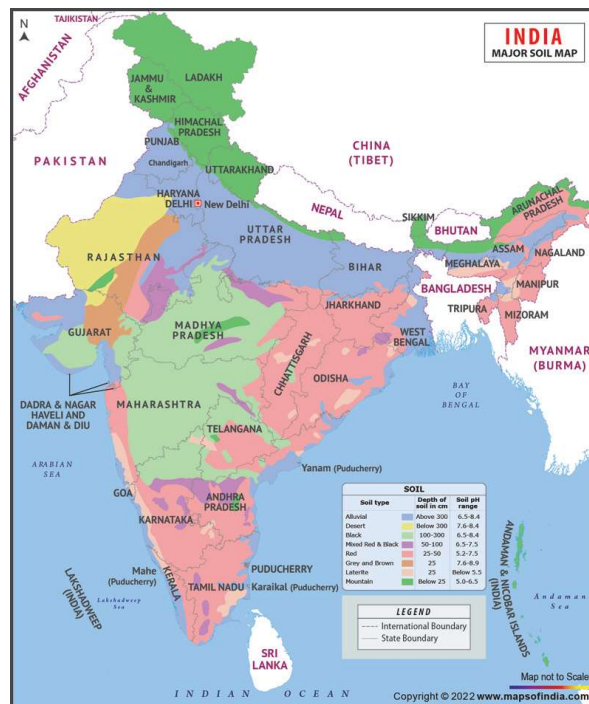 N
INDIA
MAJOR SOIL MAP
TAJIKISTAN
AFGHANISTAN
PAKISTAN
CHINA
(TIBET)
JAMMU
&
KASHMIR
LADAKH
HIMACHAL
PRADESH
PUNJAB
Chandigarh
UTTARAKHAND
HARYANA
DELHI
New Delhi
NEPAL
SIKKIM
BHUTAN
ARUNACHAL
PRADESH
RAJASTHAN
UTTAR
PRADESH
BIHAR
ASSAM
MEGHALAYA
NAGALAND
MANIPUR
BANGLADESH
TRIPURA
MIZORAM
MYANMAR
(BURMA)
GUJARAT
MADHYA
PRADESH
JHARKHAND
WEST
BENGAL
CHHATTISGARH
ODISHA
DADRA & NAGAR
HAVELI AND
DAMAN & DIU
MAHARASHTRA
TELANGANA
BAY
OF
BENGAL
ARABIAN
SEA
Yanam (Puducherry)
GOA
ANDHRA
PRADESH
KARNATAKA
Mahe
(Puducherry)
KERALA
TAMIL NADU
PUDUCHERRY
Karaikal (Puducherry)
LAKSHADWEEP
(INDIA)
Lakshadweep
Sea
SRI
LANKA
ANDAMAN & NICOBAR ISLANDS
(INDIA)
Andaman
Sea
INDIAN OCEAN
SOIL
Soil type Depth of soil in cm Soil pH range
Alluvial Above 300 6.5-8.4
Desert Below 300 7.6-8.4
Black 100-300 6.5-8.4
Mixed Red & Black 50-100 6.5-7.5
Red 25-50 5.2-7.5
Grey and Brown 25 7.6-8.9
Laterite 25 Below 5.5
Mountain Below 25 5.0-6.5
LEGEND
International Boundary
State Boundary
Map not to Scale
Copyright © 2022 www.mapsofindia.com